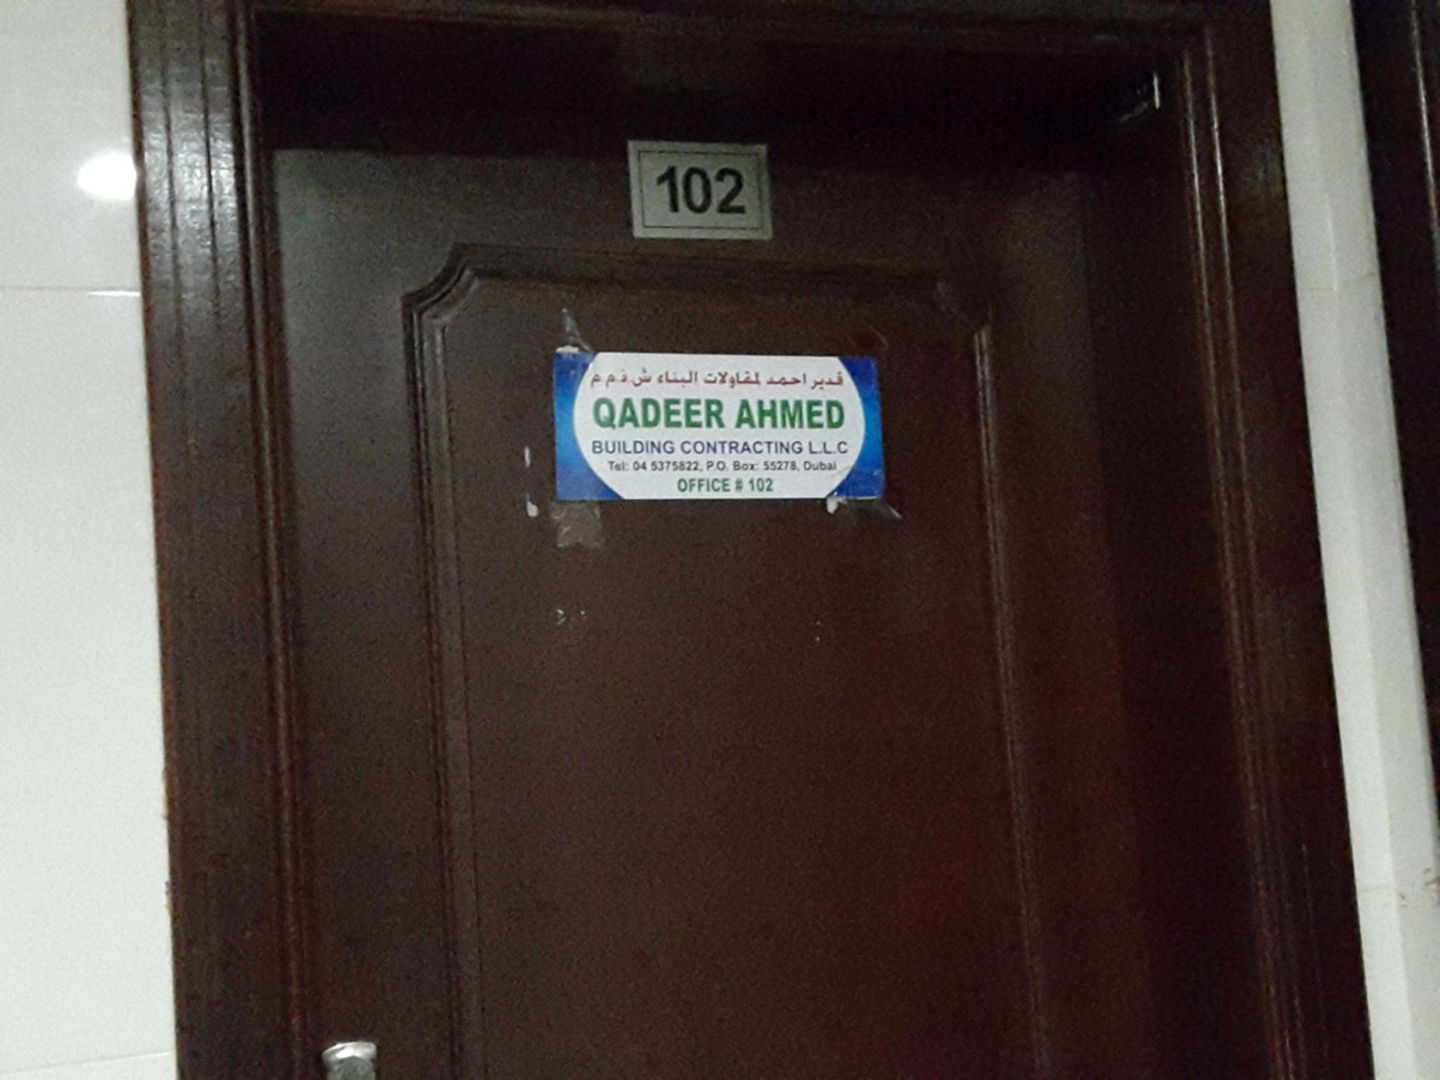 102
قدير احمد لمقاولات البناء ش.ذ.م.م
QADEER AHMED
BUILDING CONTRACTING L.L.C
Tel: 04 5375822, P.O. Box: 55278, Dubai
OFFICE # 102